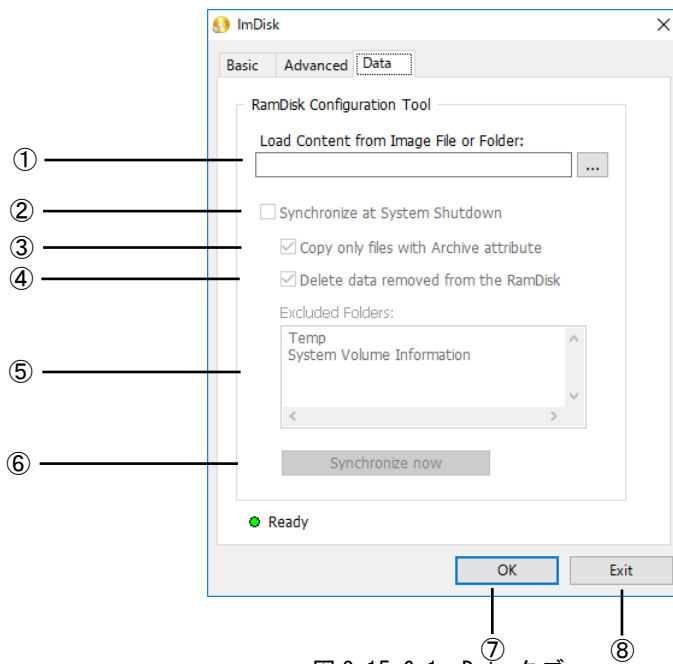 ImDisk
Basic Advanced Data
RamDisk Configuration Tool
Load Content from Image File or Folder:
① ...
② Synchronize at System Shutdown
③ Copy only files with Archive attribute
④ Delete data removed from the RamDisk
Excluded Folders:
Temp
System Volume Information
⑤
⑥ Synchronize now
Ready
OK Exit
⑦ ⑧